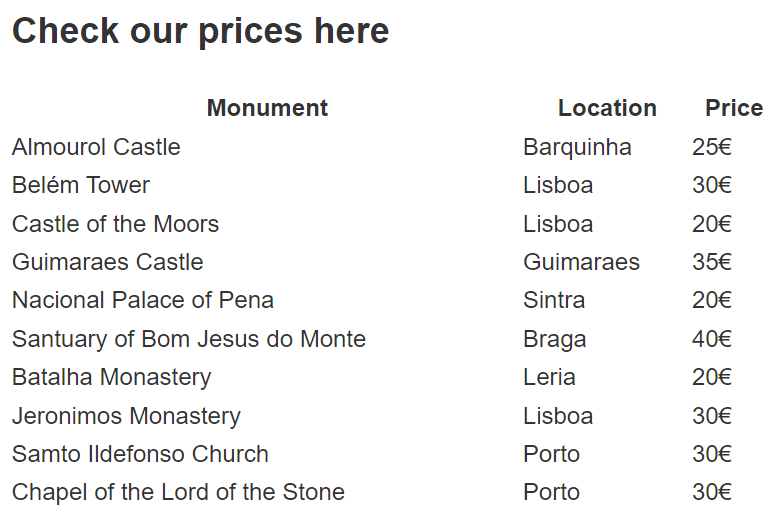 Check our prices here
Monument Location Price
Almourol Castle Barquinha 25€
Belém Tower Lisboa 30€
Castle of the Moors Lisboa 20€
Guimaraes Castle Guimaraes 35€
Nacional Palace of Pena Sintra 20€
Santuary of Bom Jesus do Monte Braga 40€
Batalha Monastery Leria 20€
Jeronimos Monastery Lisboa 30€
Samto Ildefonso Church Porto 30€
Chapel of the Lord of the Stone Porto 30€